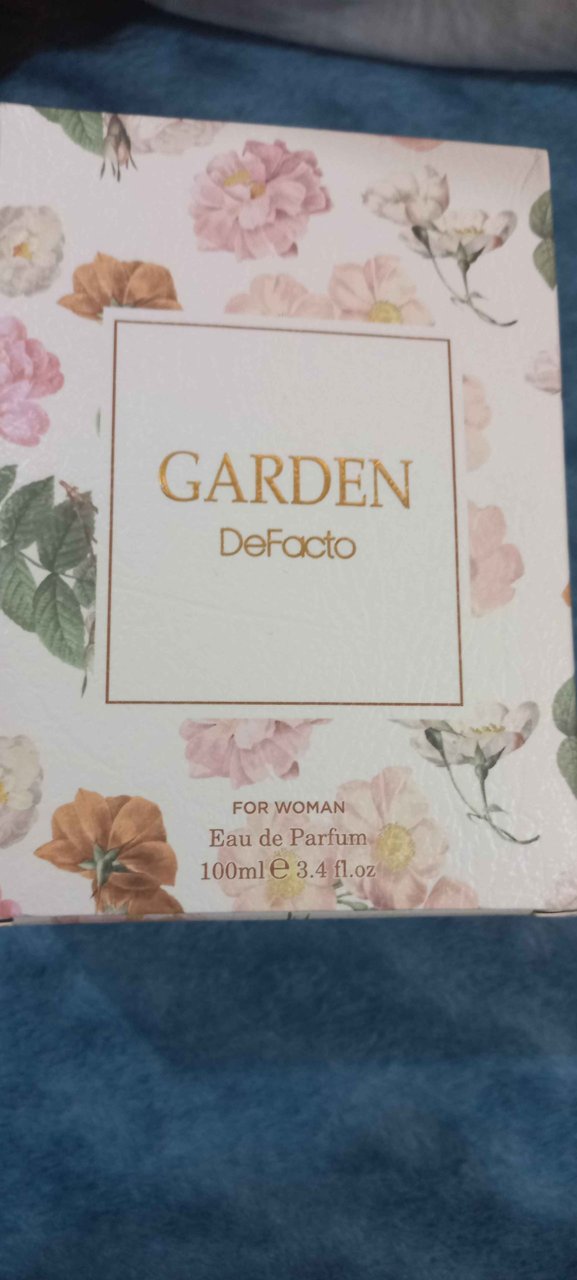 GARDEN
DeFacto
FOR WOMAN
Eau de Parfum
100ml ℮ 3.4 fl.oz